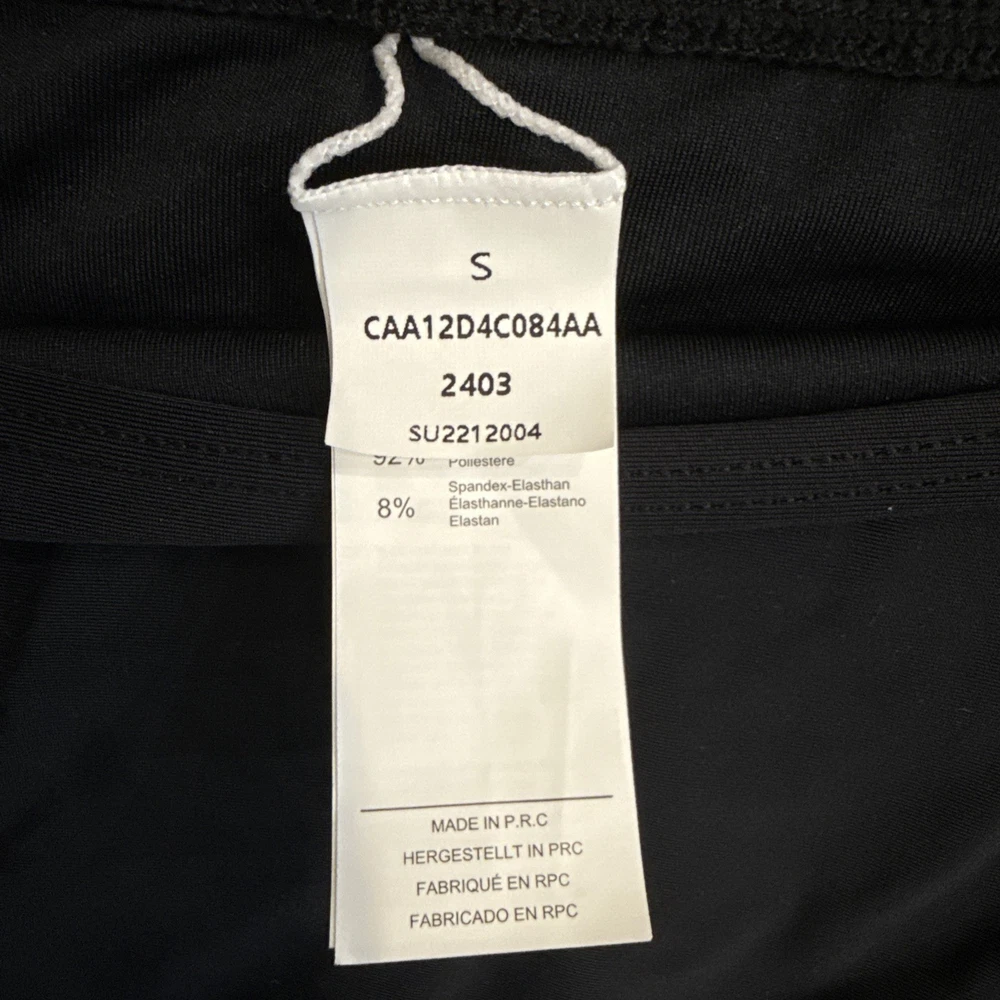 S
CAA12D4C084AA
2403
SU2212004
92% Poliestere
8% Spandex-Elasthan
Élasthanne-Elastano
Elastan
MADE IN P.R.C
HERGESTELLT IN PRC
FABRIQUÉ EN RPC
FABRICADO EN RPC